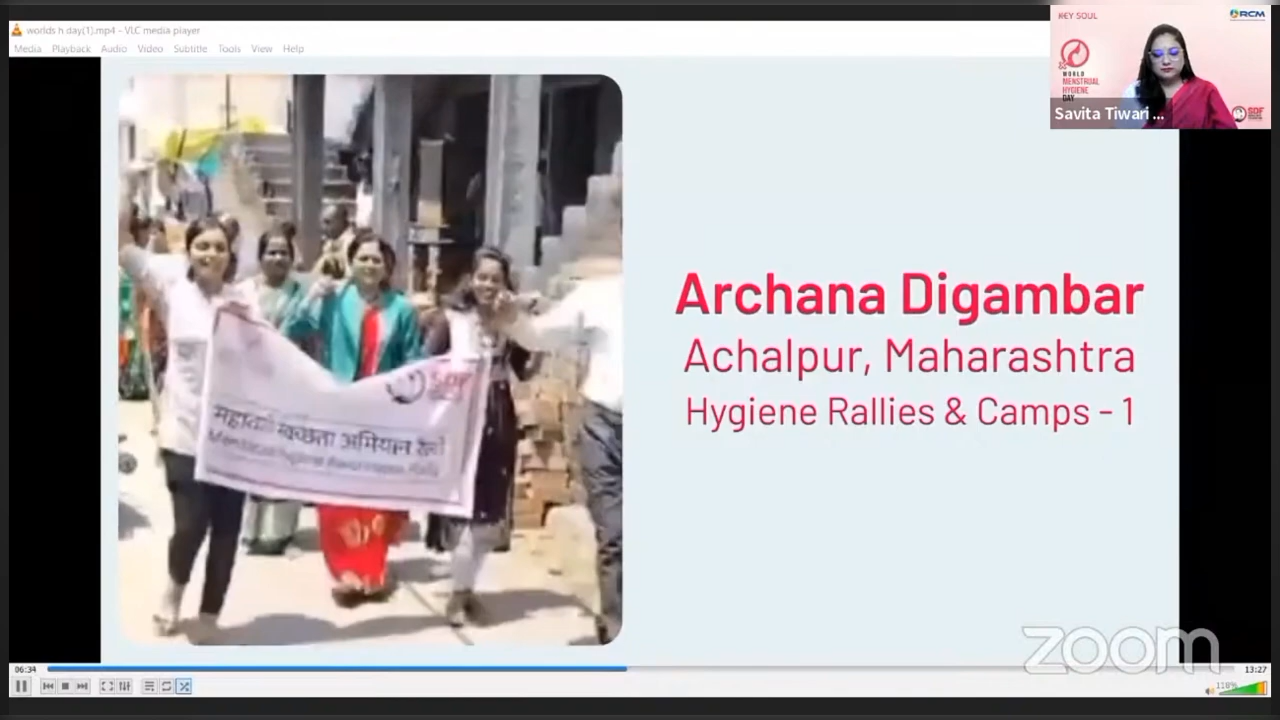 worlds h day(1).mp4 - VLC media player
Media Playback Audio Video Subtitle Tools View Help
KEY SOUL
RCM
WORLD
MENSTRUAL
HYGIENE
DAY
SDF
Savita Tiwari ...
SDF
स्वच्छता अभियान रैली
Menstrual Hygiene Awareness Rally
Archana Digambar
Achalpur, Maharashtra
Hygiene Rallies & Camps - 1
zoom
06:34
13:27
118%